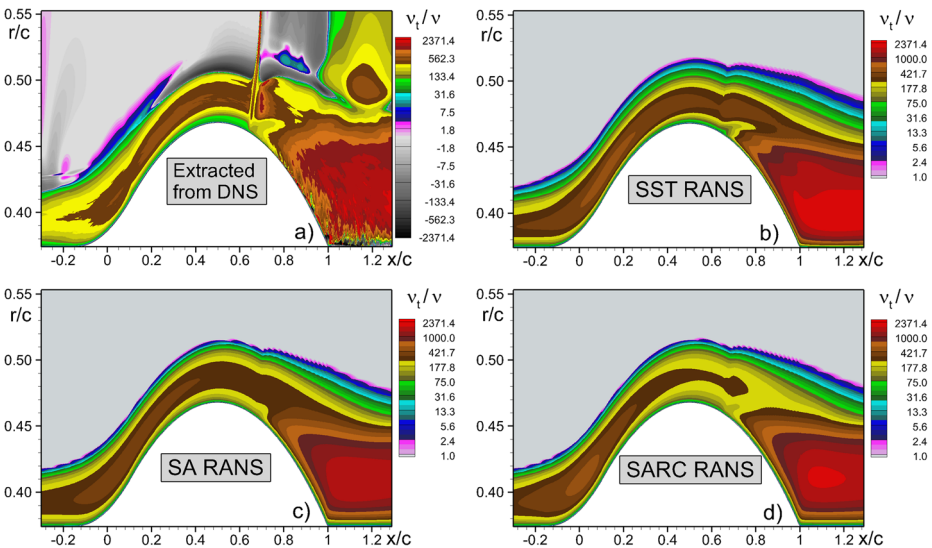 0.55
r/c
0.50
0.45
0.40
-0.2 0 0.2 0.4 0.6 0.8 1 1.2 x/c
Extracted
from DNS
a)
νt / ν
2371.4
562.3
133.4
31.6
7.5
1.8
-1.8
-7.5
-31.6
-133.4
-562.3
-2371.4
0.55
r/c
0.50
0.45
0.40
-0.2 0 0.2 0.4 0.6 0.8 1 1.2 x/c
SST RANS
b)
νt / ν
2371.4
1000.0
421.7
177.8
75.0
31.6
13.3
5.6
2.4
1.0
0.55
r/c
0.50
0.45
0.40
-0.2 0 0.2 0.4 0.6 0.8 1 1.2 x/c
SA RANS
c)
νt / ν
2371.4
1000.0
421.7
177.8
75.0
31.6
13.3
5.6
2.4
1.0
0.55
r/c
0.50
0.45
0.40
-0.2 0 0.2 0.4 0.6 0.8 1 1.2 x/c
SARC RANS
d)
νt / ν
2371.4
1000.0
421.7
177.8
75.0
31.6
13.3
5.6
2.4
1.0